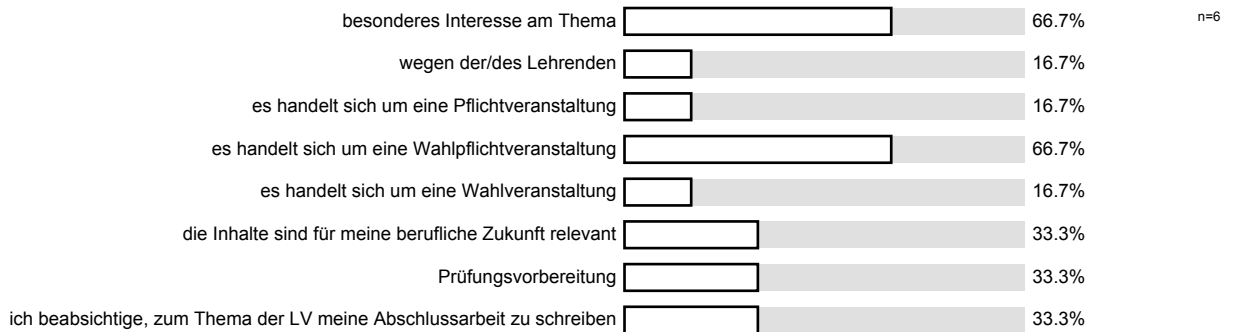 besonderes Interesse am Thema 66.7% n=6
wegen der/des Lehrenden 16.7%
es handelt sich um eine Pflichtveranstaltung 16.7%
es handelt sich um eine Wahlpflichtveranstaltung 66.7%
es handelt sich um eine Wahlveranstaltung 16.7%
die Inhalte sind für meine berufliche Zukunft relevant 33.3%
Prüfungsvorbereitung 33.3%
ich beabsichtige, zum Thema der LV meine Abschlussarbeit zu schreiben 33.3%